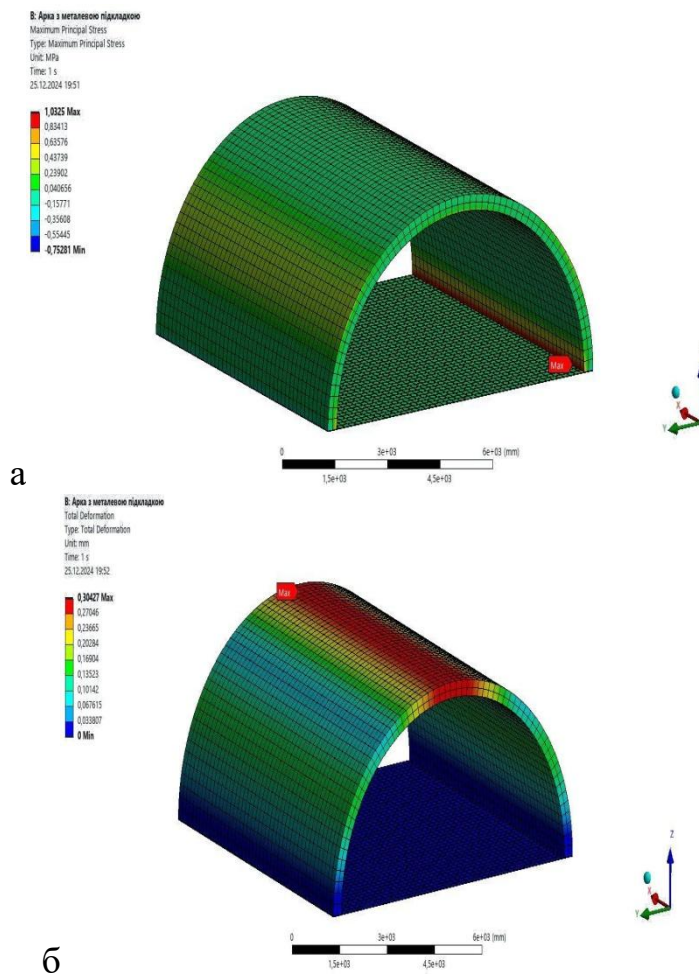 B: Арка з металевою підкладкою
Maximum Principal Stress
Type: Maximum Principal Stress
Unit: MPa
Time: 1 s
25.12.2024 19:51
1,0325 Max
0,83413
0,63576
0,43739
0,23902
0,040656
-0,15771
-0,35608
-0,55445
-0,75281 Min
Max
X
Y
0 3e+03 6e+03 (mm)
1,5e+03 4,5e+03
а
B: Арка з металевою підкладкою
Total Deformation
Type: Total Deformation
Unit: mm
Time: 1 s
25.12.2024 19:52
0,30427 Max
0,27046
0,23665
0,20284
0,16904
0,13523
0,10142
0,067615
0,033807
0 Min
Max
Z
X
Y
0 3e+03 6e+03 (mm)
1,5e+03 4,5e+03
б